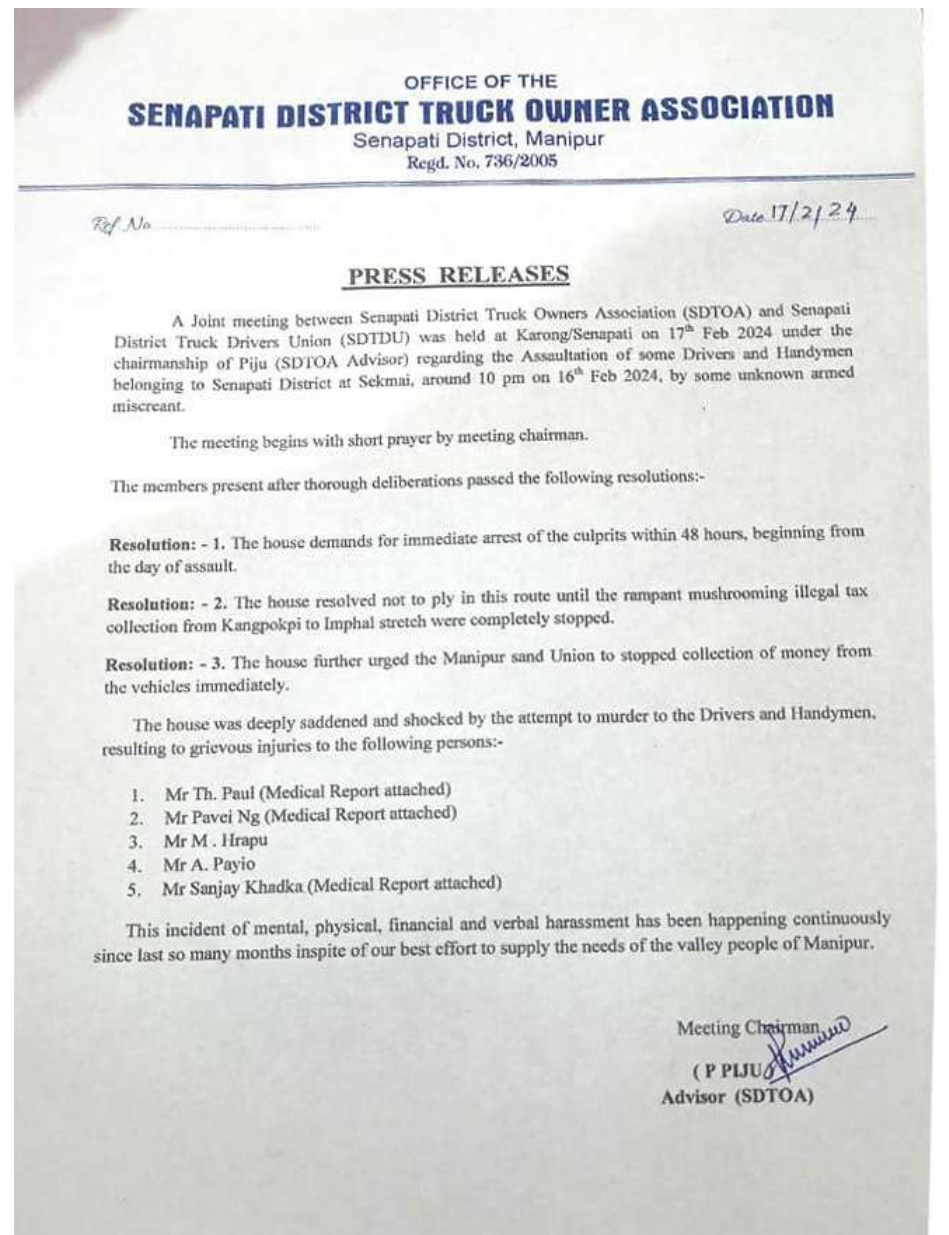 OFFICE OF THE
SENAPATI DISTRICT TRUCK OWNER ASSOCIATION
Senapati District, Manipur
Regd. No. 736/2005
Ref. No ........................................
Date 17/2/24
PRESS RELEASES
A Joint meeting between Senapati District Truck Owners Association (SDTOA) and Senapati
District Truck Drivers Union (SDTDU) was held at Karong/Senapati on 17th Feb 2024 under the
chairmanship of Piju (SDTOA Advisor) regarding the Assaultation of some Drivers and Handymen
belonging to Senapati District at Sekmai, around 10 pm on 16th Feb 2024, by some unknown armed
miscreant.
The meeting begins with short prayer by meeting chairman.
The members present after thorough deliberations passed the following resolutions:-
Resolution: - 1. The house demands for immediate arrest of the culprits within 48 hours, beginning from
the day of assault.
Resolution: - 2. The house resolved not to ply in this route until the rampant mushrooming illegal tax
collection from Kangpokpi to Imphal stretch were completely stopped.
Resolution: - 3. The house further urged the Manipur sand Union to stopped collection of money from
the vehicles immediately.
The house was deeply saddened and shocked by the attempt to murder to the Drivers and Handymen,
resulting to grievous injuries to the following persons:-
1. Mr Th. Paul (Medical Report attached)
2. Mr Pavei Ng (Medical Report attached)
3. Mr M . Hrapu
4. Mr A. Payio
5. Mr Sanjay Khadka (Medical Report attached)
This incident of mental, physical, financial and verbal harassment has been happening continuously
since last so many months inspite of our best effort to supply the needs of the valley people of Manipur.
Meeting Chairman
( P PIJU
Advisor (SDTOA)